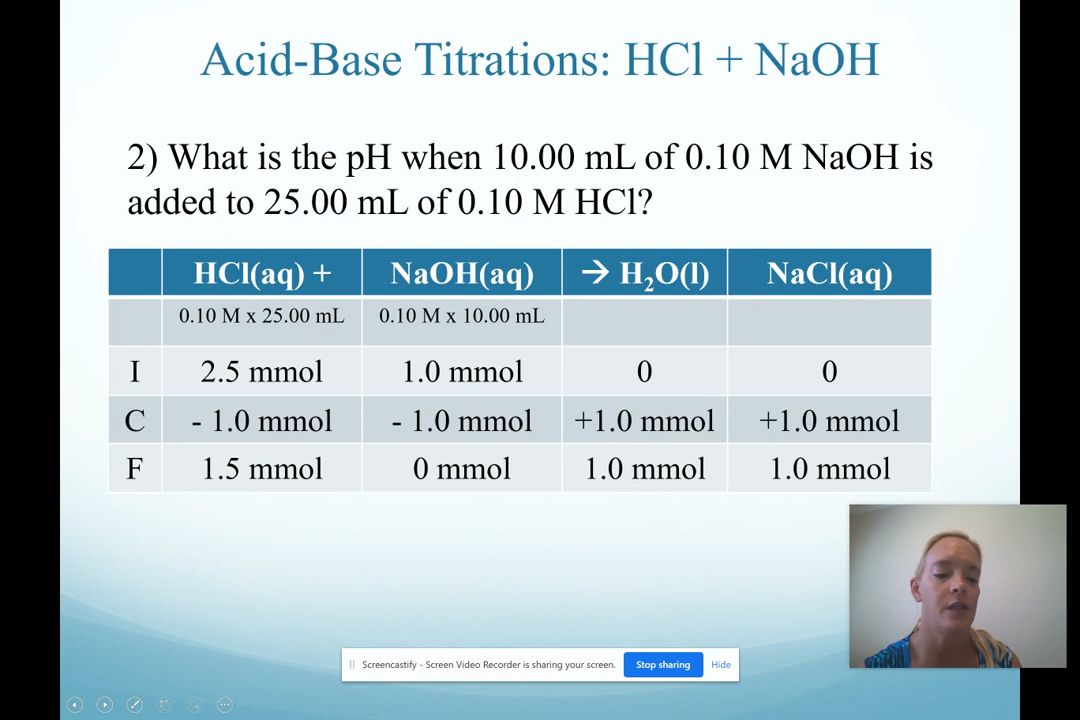 Acid-Base Titrations: HCl + NaOH
2) What is the pH when 10.00 mL of 0.10 M NaOH is
added to 25.00 mL of 0.10 M HCl?
HCl(aq) + NaOH(aq) → H₂O(l) NaCl(aq)
0.10 M x 25.00 mL 0.10 M x 10.00 mL
I 2.5 mmol 1.0 mmol 0 0
C - 1.0 mmol - 1.0 mmol +1.0 mmol +1.0 mmol
F 1.5 mmol 0 mmol 1.0 mmol 1.0 mmol
Screencastify - Screen Video Recorder is sharing your screen. Stop sharing Hide